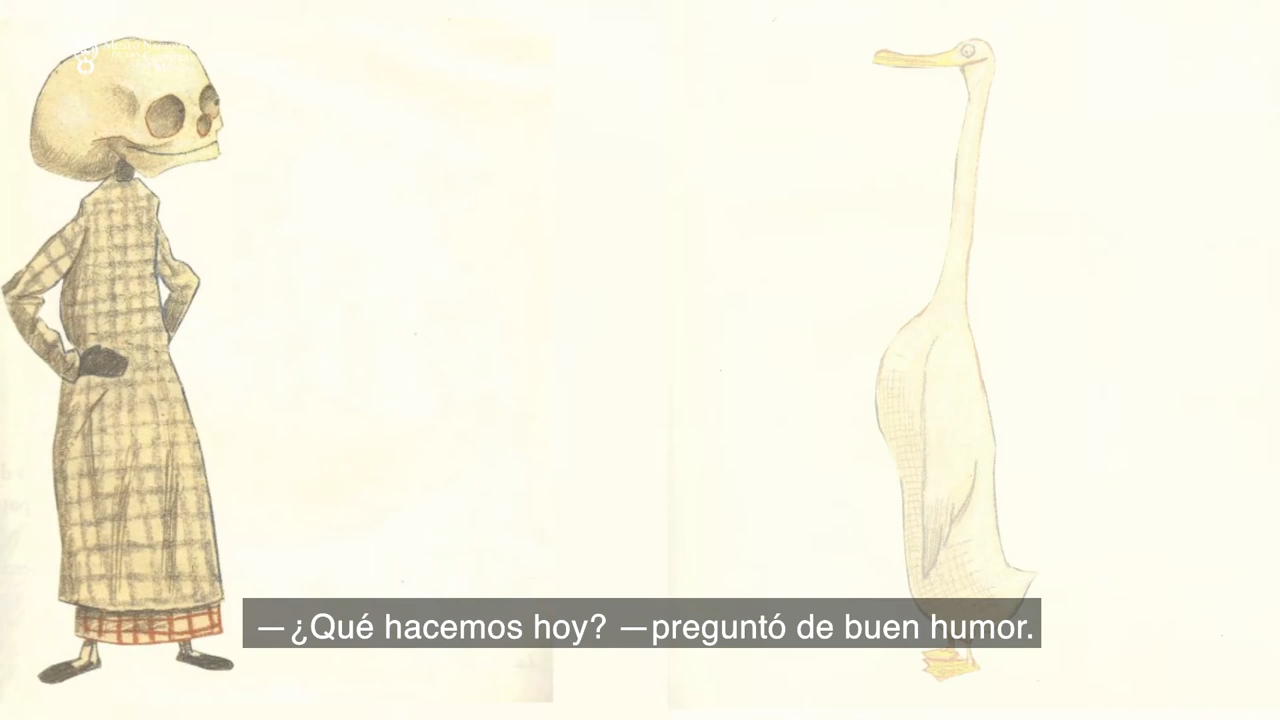 —¿Qué hacemos hoy? —preguntó de buen humor.